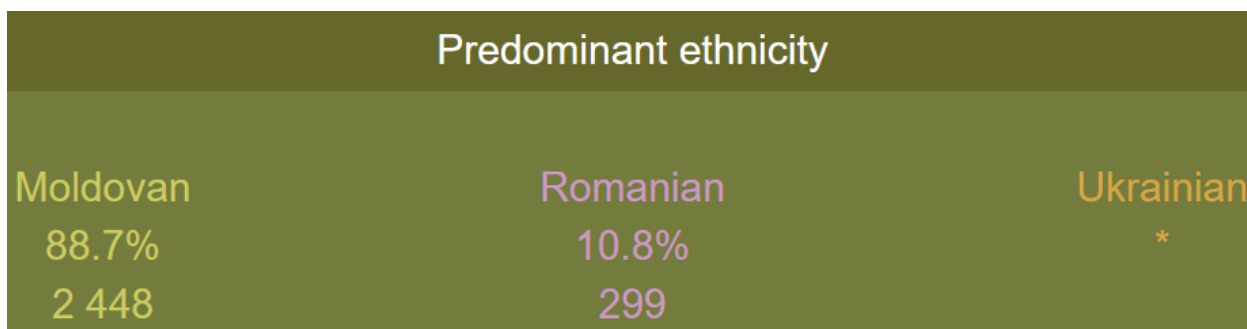 Predominant ethnicity
Moldovan Romanian Ukrainian
88.7% 10.8% *
2 448 299